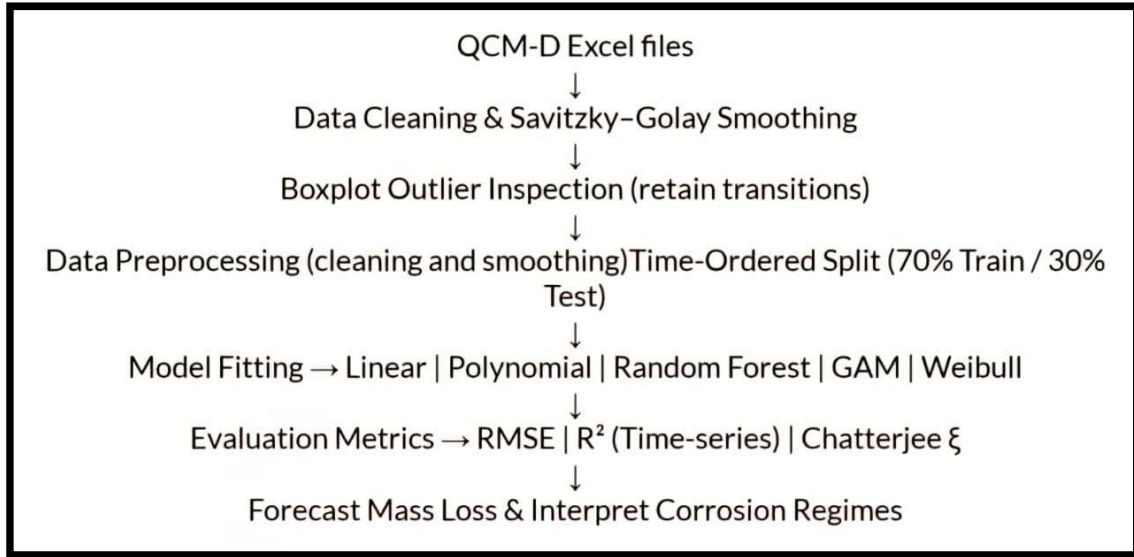 QCM-D Excel files
↓
Data Cleaning & Savitzky–Golay Smoothing
↓
Boxplot Outlier Inspection (retain transitions)
↓
Data Preprocessing (cleaning and smoothing)Time-Ordered Split (70% Train / 30%
Test)
↓
Model Fitting → Linear | Polynomial | Random Forest | GAM | Weibull
↓
Evaluation Metrics → RMSE | R² (Time-series) | Chatterjee ξ
↓
Forecast Mass Loss & Interpret Corrosion Regimes